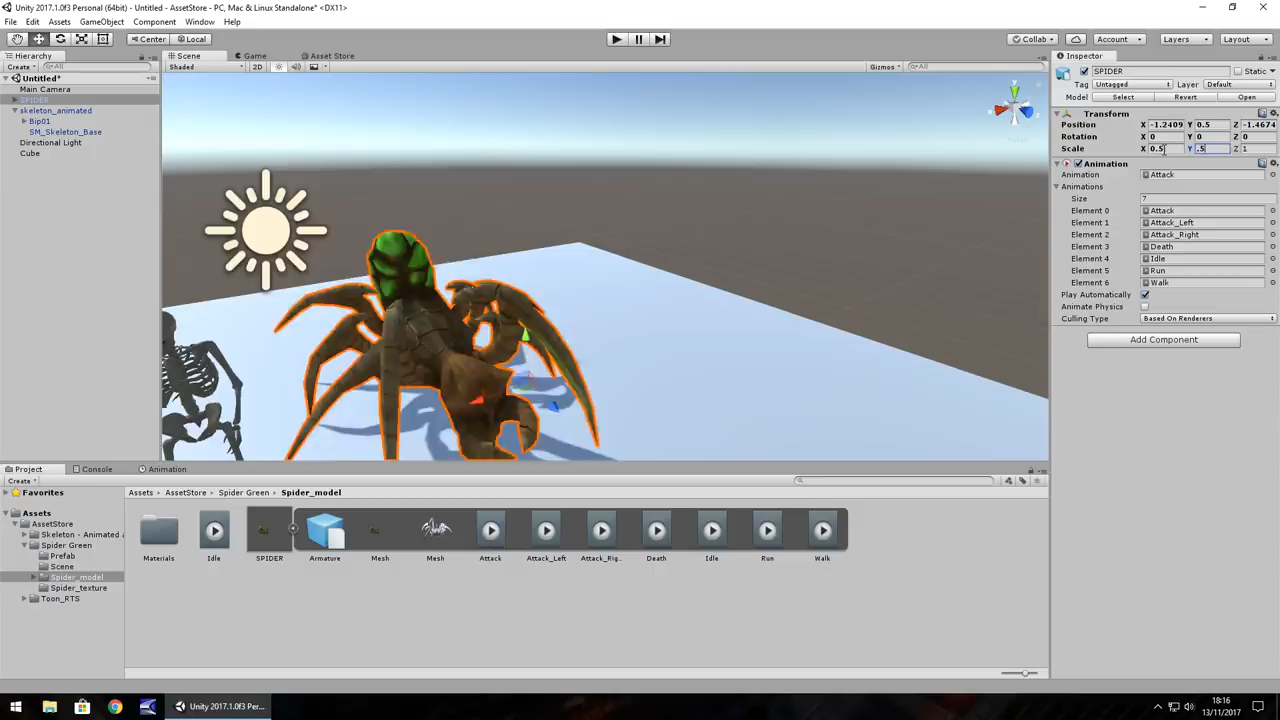 Unity 2017.1.0f3 Personal (64bit) - Untitled - AssetStore - PC, Mac & Linux Standalone* <DX11>
File Edit Assets GameObject Component Window Help
Center Local Collab Account Layers Layout
Hierarchy Scene Game Asset Store Inspector
Create All Shaded 2D Gizmos All SPIDER Static
Untitled*
Main Camera Tag Untagged Layer Default
SPIDER Model Select Revert Open
skeleton_animated Transform
Bip01 Position X -1.2409 Y 0.5 Z -1.4674
SM_Skeleton_Base Rotation X 0 Y 0 Z 0
Directional Light Scale X 0.5 Y .5 Z 1
Cube
Animation
Animation Attack
Animations
Size 7
Element 0 Attack
Element 1 Attack_Left
Element 2 Attack_Right
Element 3 Death
Element 4 Idle
Element 5 Run
Element 6 Walk
Play Automatically
Animate Physics
Culling Type Based On Renderers
Add Component
y
Project Console Animation
Create
Favorites Assets ▸ AssetStore ▸ Spider Green ▸ Spider_model
Assets
AssetStore
Skeleton - Animated
Spider Green
Prefab
Scene
Spider_model
Spider_texture
Toon_RTS
Materials Idle SPIDER Armature Mesh Mesh Attack Attack_Left Attack_Rig.. Death Idle Run Walk
Unity 2017.1.0f3 Per...
18:16
13/11/2017